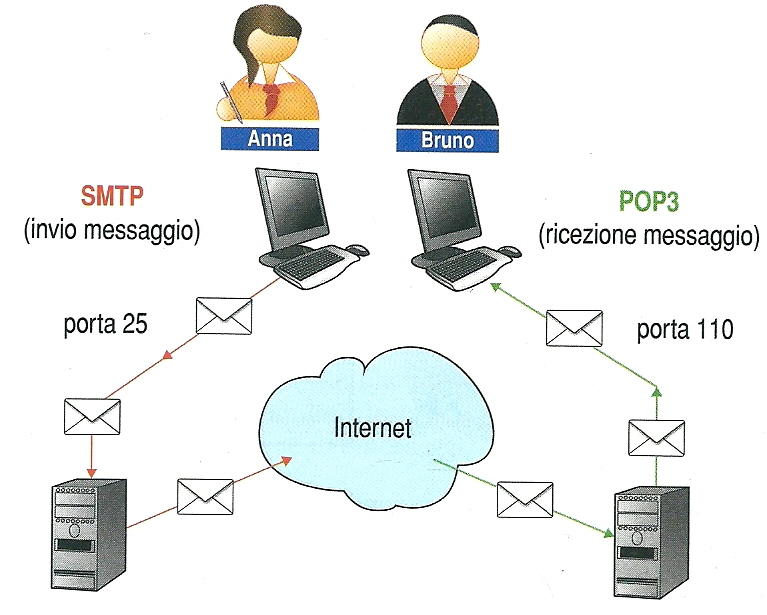 Anna
Bruno
SMTP
(invio messaggio)
POP3
(ricezione messaggio)
porta 25
porta 110
Internet